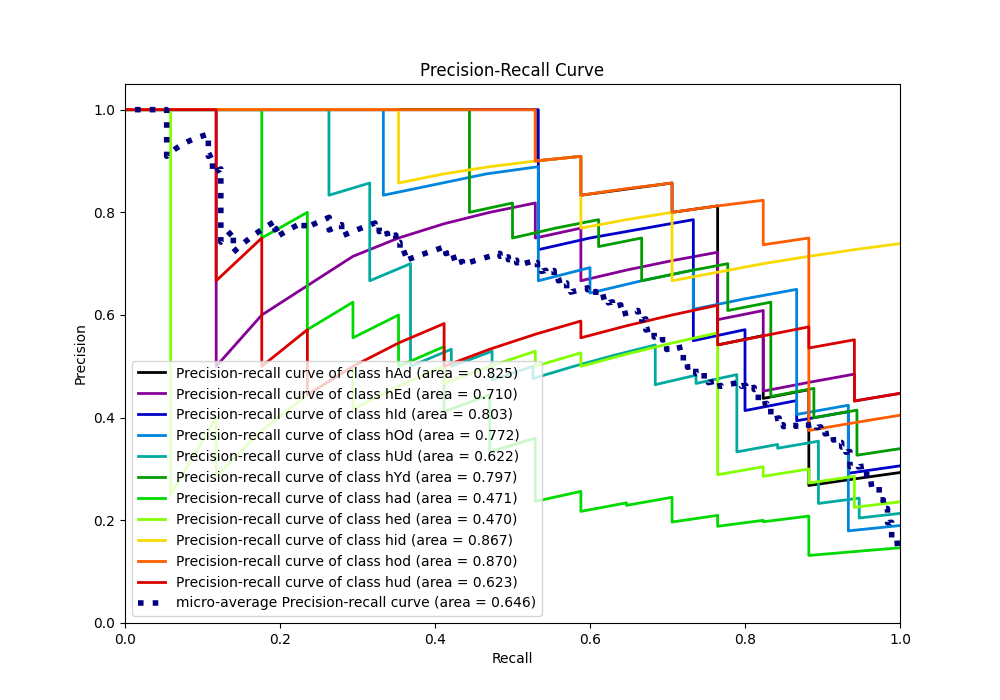 Precision-Recall Curve
1.0
0.8
0.6
0.4
0.2
0.0
Precision
Precision-recall curve of class hAd (area = 0.825)
Precision-recall curve of class hEd (area = 0.710)
Precision-recall curve of class hId (area = 0.803)
Precision-recall curve of class hOd (area = 0.772)
Precision-recall curve of class hUd (area = 0.622)
Precision-recall curve of class hYd (area = 0.797)
Precision-recall curve of class had (area = 0.471)
Precision-recall curve of class hed (area = 0.470)
Precision-recall curve of class hid (area = 0.867)
Precision-recall curve of class hod (area = 0.870)
Precision-recall curve of class hud (area = 0.623)
micro-average Precision-recall curve (area = 0.646)
0.0 0.2 0.4 0.6 0.8 1.0
Recall